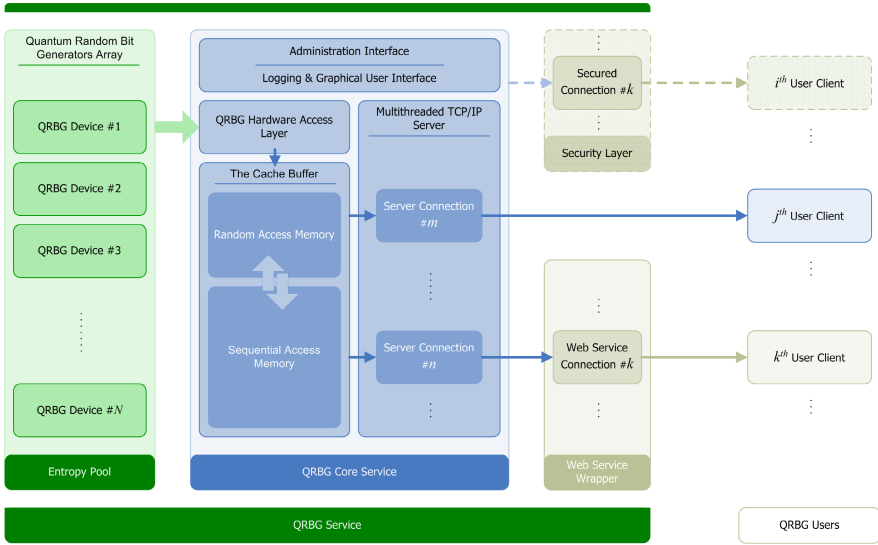 Quantum Random Bit
Generators Array
QRBG Device #1
QRBG Device #2
QRBG Device #3
QRBG Device #N
Entropy Pool
Administration Interface
Logging & Graphical User Interface
QRBG Hardware Access
Layer
The Cache Buffer
Random Access Memory
Sequential Access
Memory
Multithreaded TCP/IP
Server
Server Connection
#m
Server Connection
#n
QRBG Core Service
Secured
Connection #k
Security Layer
Web Service
Connection #k
Web Service
Wrapper
i^th User Client
j^th User Client
k^th User Client
QRBG Service
QRBG Users